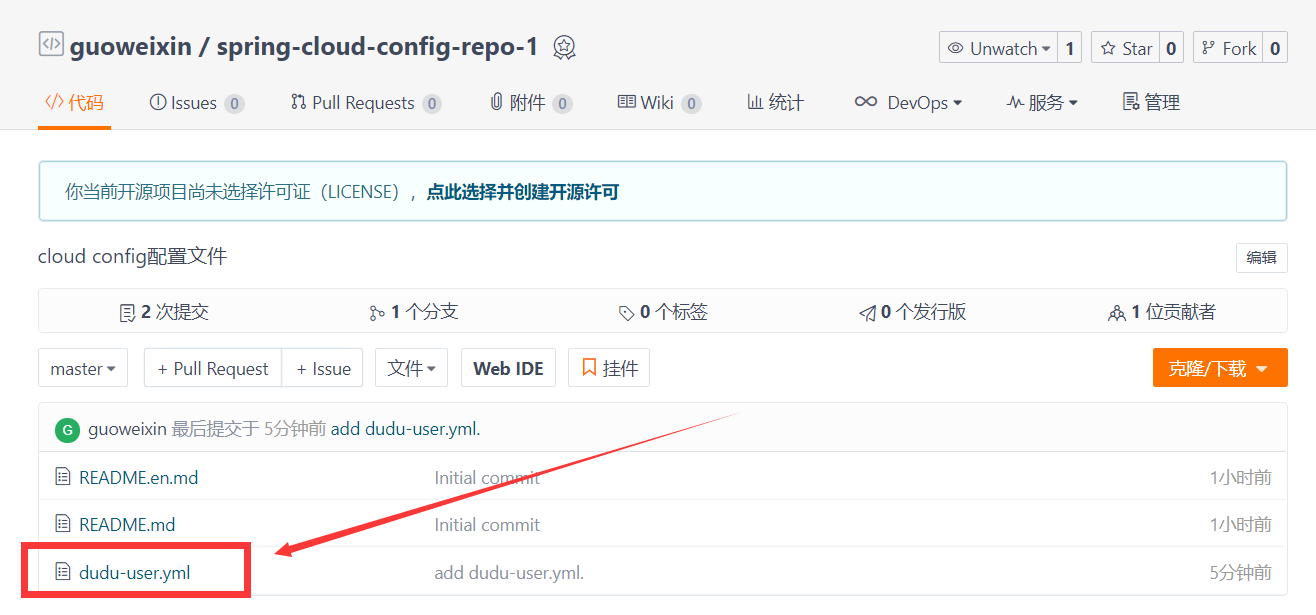 guoweixin / spring-cloud-config-repo-1
Unwatch 1 Star 0 Fork 0
代码 Issues 0 Pull Requests 0 附件 0 Wiki 0 统计 DevOps 服务 管理
你当前开源项目尚未选择许可证（LICENSE），点此选择并创建开源许可
cloud config配置文件 编辑
2 次提交 1 个分支 0 个标签 0 个发行版 1 位贡献者
master + Pull Request + Issue 文件 Web IDE 挂件 克隆/下载
G guoweixin 最后提交于 5分钟前 add dudu-user.yml.
README.en.md Initial commit 1小时前
README.md Initial commit 1小时前
dudu-user.yml add dudu-user.yml. 5分钟前